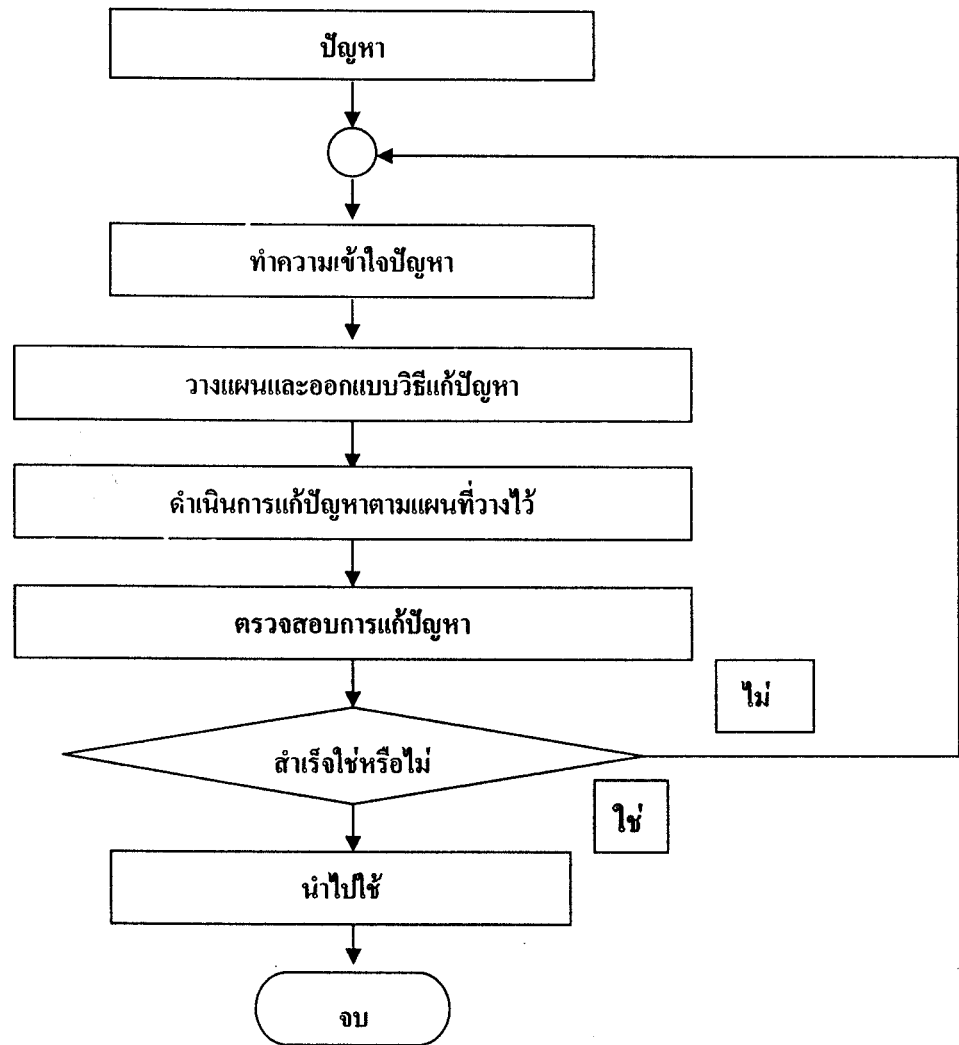 ปัญหา
ทำความเข้าใจปัญหา
วางแผนและออกแบบวิธีแก้ปัญหา
ดำเนินการแก้ปัญหาตามแผนที่วางไว้
ตรวจสอบการแก้ปัญหา
ไม่
สำเร็จใช่หรือไม่
ใช่
นำไปใช้
จบ